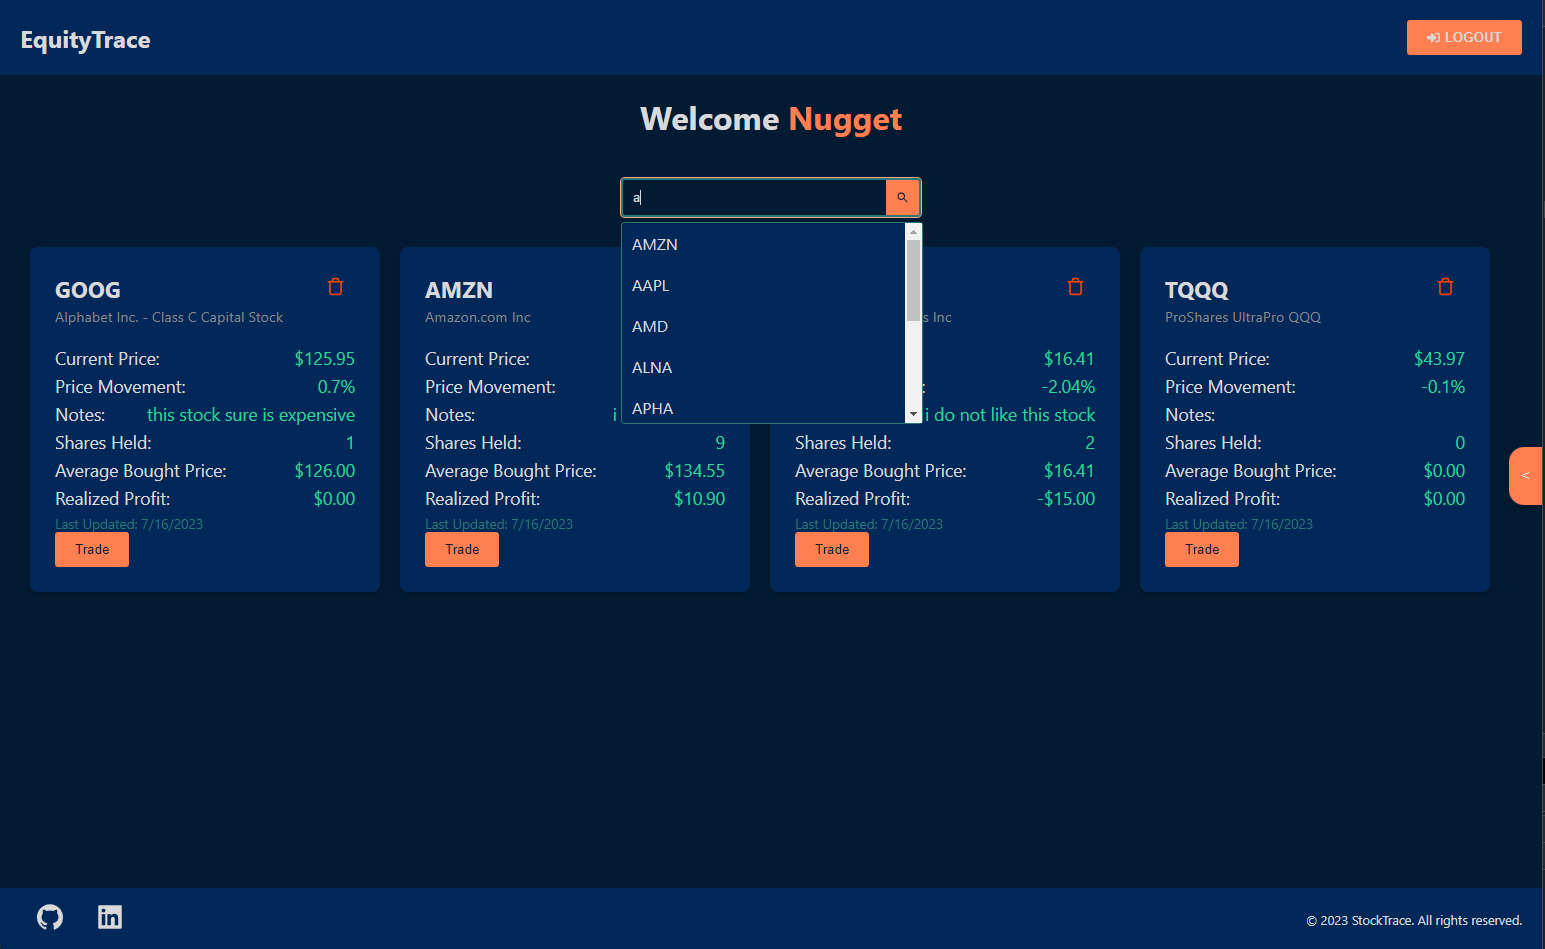 EquityTrace
LOGOUT
Welcome Nugget
a
AMZN
AAPL
AMD
ALNA
APHA
GOOG
Alphabet Inc. - Class C Capital Stock
Current Price: $125.95
Price Movement: 0.7%
Notes: this stock sure is expensive
Shares Held: 1
Average Bought Price: $126.00
Realized Profit: $0.00
Last Updated: 7/16/2023
Trade
AMZN
Amazon.com Inc
Current Price:
Price Movement:
Notes: i
Shares Held: 9
Average Bought Price: $134.55
Realized Profit: $10.90
Last Updated: 7/16/2023
Trade
s Inc
$16.41
: -2.04%
i do not like this stock
Shares Held: 2
Average Bought Price: $16.41
Realized Profit: -$15.00
Last Updated: 7/16/2023
Trade
TQQQ
ProShares UltraPro QQQ
Current Price: $43.97
Price Movement: -0.1%
Notes:
Shares Held: 0
Average Bought Price: $0.00
Realized Profit: $0.00
Last Updated: 7/16/2023
Trade
<
© 2023 StockTrace. All rights reserved.